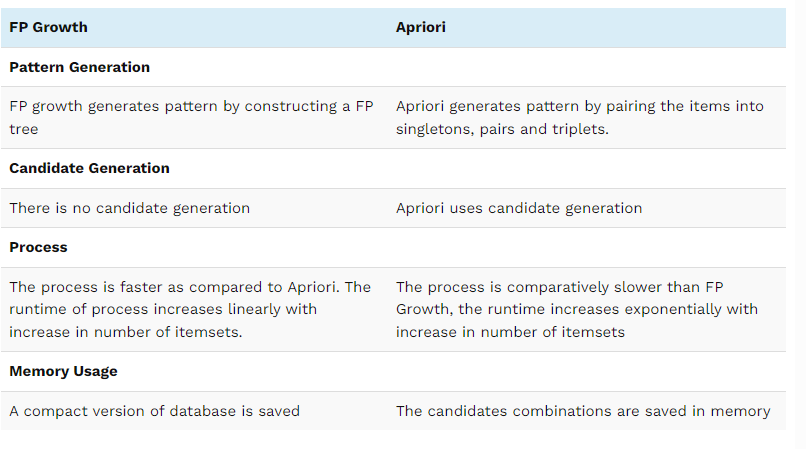 FP Growth Apriori
Pattern Generation
FP growth generates pattern by constructing a FP
tree
Apriori generates pattern by pairing the items into
singletons, pairs and triplets.
Candidate Generation
There is no candidate generation
Apriori uses candidate generation
Process
The process is faster as compared to Apriori. The
runtime of process increases linearly with
increase in number of itemsets.
The process is comparatively slower than FP
Growth, the runtime increases exponentially with
increase in number of itemsets
Memory Usage
A compact version of database is saved
The candidates combinations are saved in memory